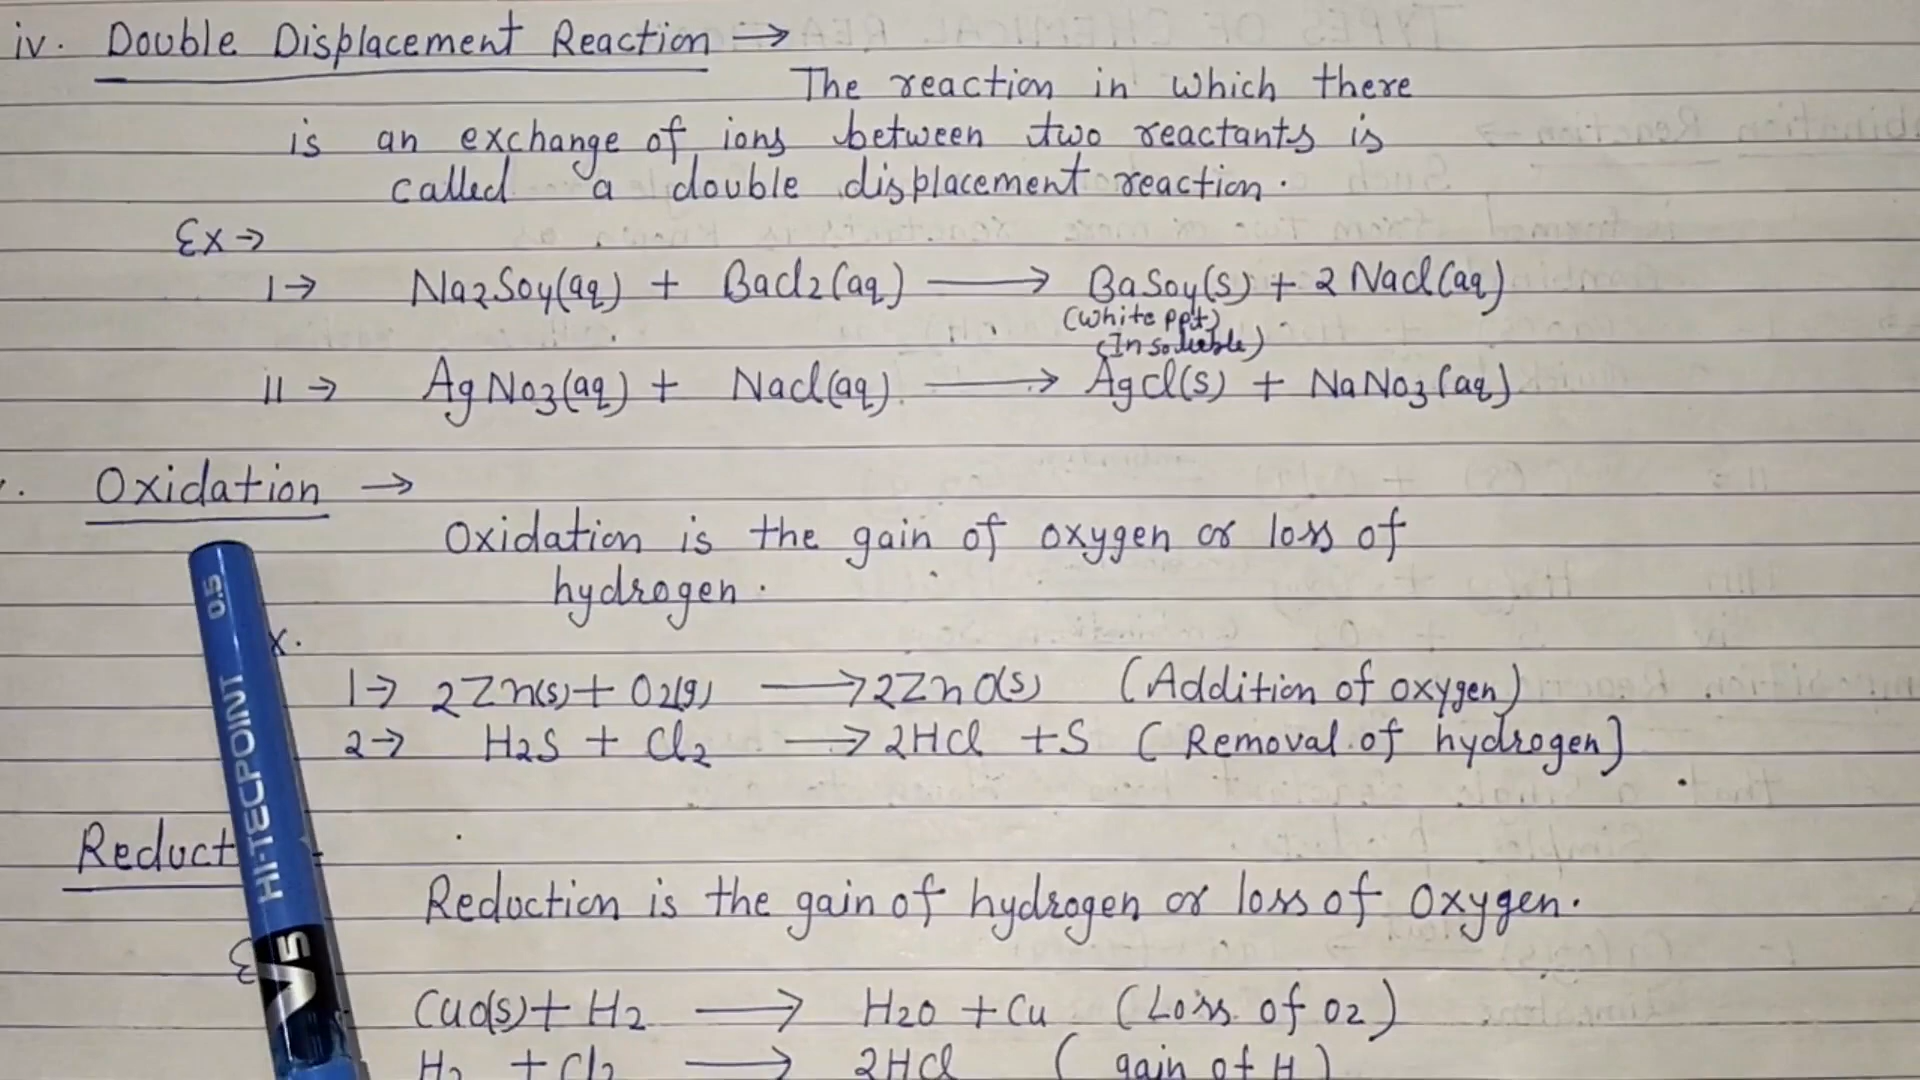 iv. Double Displacement Reaction →
The reaction in which there
is an exchange of ions between two reactants is
called a double displacement reaction.
Ex →
I → Na2So4(aq) + Bacl2(aq) ⟶ BaSo4(s) + 2 Nacl(aq)
(white ppt)
(Insoluble)
II → AgNo3(aq) + Nacl(aq) ⟶ AgCl(s) + NaNo3(aq)
Oxidation →
Oxidation is the gain of oxygen or loss of
hydrogen.
x.
1→ 2Zn(s)+ O2(g) ⟶ 2ZnO(s) (Addition of oxygen)
2→ H2S + Cl2 ⟶ 2HCl +S (Removal of hydrogen)
Reduct
Reduction is the gain of hydrogen or loss of Oxygen.
CuO(s)+ H2 ⟶ H2O + Cu (Loss of O2)
H2 + Cl2 ⟶ 2HCl (gain of H)
0.5
HI-TECPOINT
V5